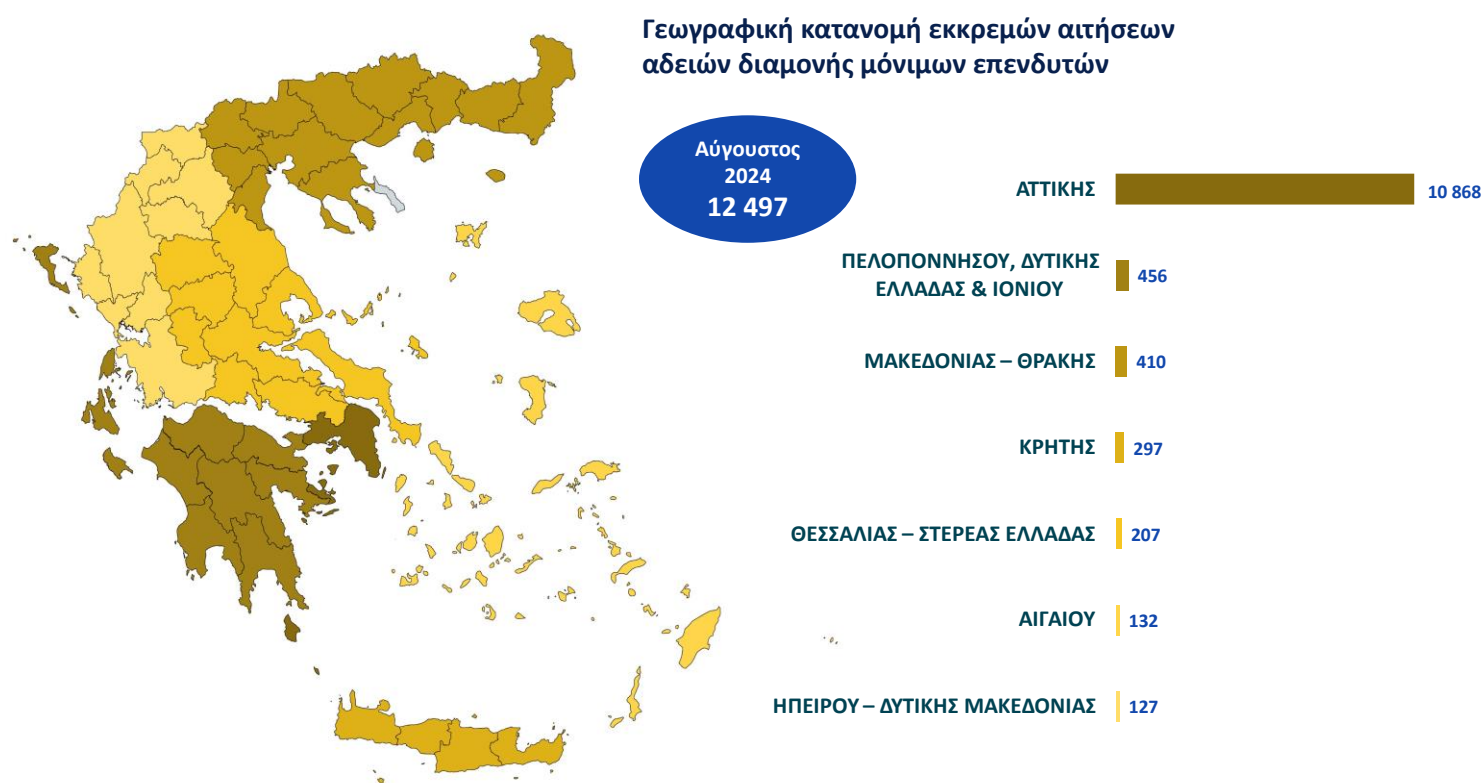 Γεωγραφική κατανομή εκκρεμών αιτήσεων
αδειών διαμονής μόνιμων επενδυτών
Αύγουστος
2024
12 497
ΑΤΤΙΚΗΣ 10 868
ΠΕΛΟΠΟΝΝΗΣΟΥ, ΔΥΤΙΚΗΣ
ΕΛΛΑΔΑΣ & ΙΟΝΙΟΥ 456
ΜΑΚΕΔΟΝΙΑΣ – ΘΡΑΚΗΣ 410
ΚΡΗΤΗΣ 297
ΘΕΣΣΑΛΙΑΣ – ΣΤΕΡΕΑΣ ΕΛΛΑΔΑΣ 207
ΑΙΓΑΙΟΥ 132
ΗΠΕΙΡΟΥ – ΔΥΤΙΚΗΣ ΜΑΚΕΔΟΝΙΑΣ 127